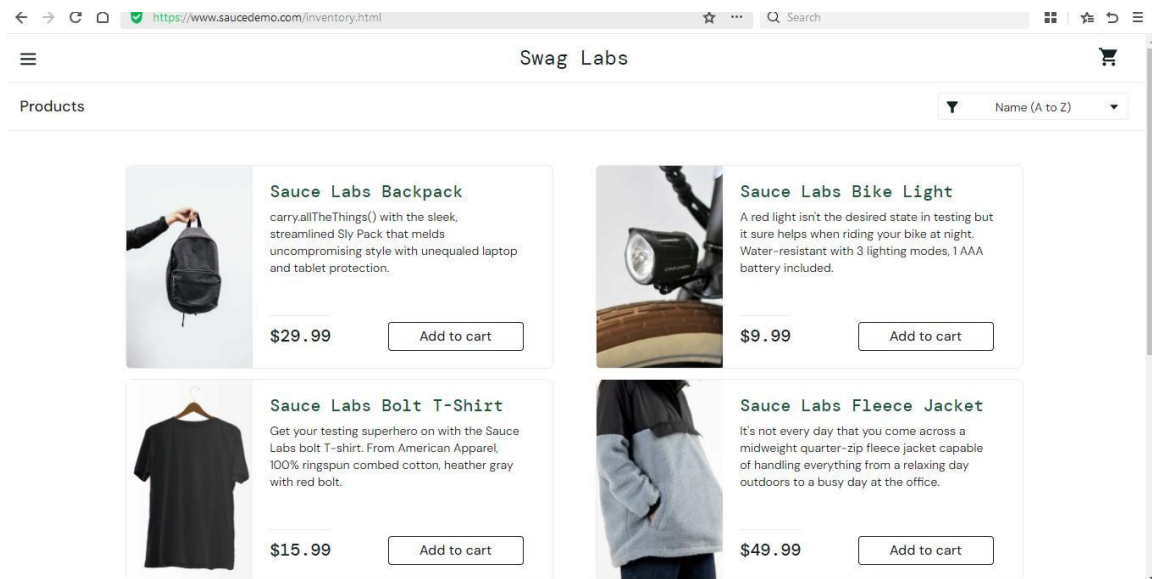 https://www.saucedemo.com/inventory.html
Search
Swag Labs
Products
Name (A to Z)
Sauce Labs Backpack
carry.allTheThings() with the sleek,
streamlined Sly Pack that melds
uncompromising style with unequaled laptop
and tablet protection.
$29.99
Add to cart
Sauce Labs Bike Light
A red light isn't the desired state in testing but
it sure helps when riding your bike at night.
Water-resistant with 3 lighting modes, 1 AAA
battery included.
$9.99
Add to cart
Sauce Labs Bolt T-Shirt
Get your testing superhero on with the Sauce
Labs bolt T-shirt. From American Apparel,
100% ringspun combed cotton, heather gray
with red bolt.
$15.99
Add to cart
Sauce Labs Fleece Jacket
It's not every day that you come across a
midweight quarter-zip fleece jacket capable
of handling everything from a relaxing day
outdoors to a busy day at the office.
$49.99
Add to cart